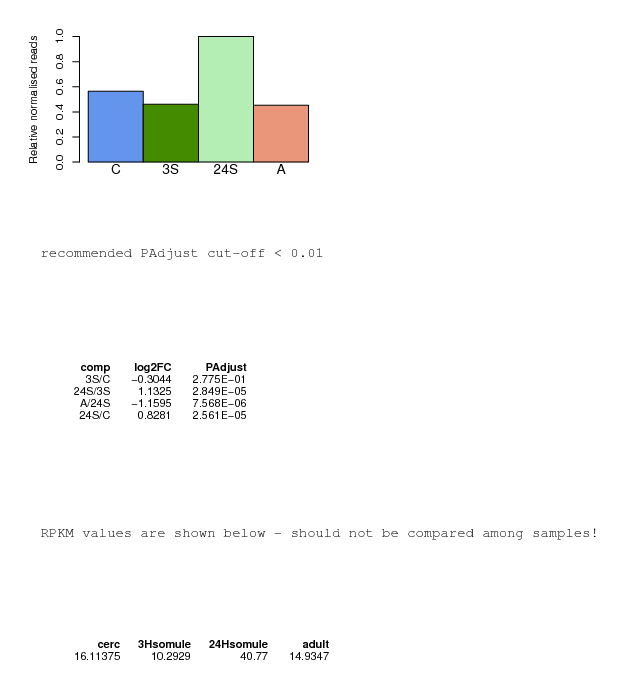 Relative normalised reads
1.0
0.8
0.6
0.4
0.2
0.0
C 3S 24S A
recommended PAdjust cut-off < 0.01
comp log2FC PAdjust
3S/C −0.3044 2.775E−01
24S/3S 1.1325 2.849E−05
A/24S −1.1595 7.568E−06
24S/C 0.8281 2.561E−05
RPKM values are shown below - should not be compared among samples!
cerc 3Hsomule 24Hsomule adult
16.11375 10.2929 40.77 14.9347